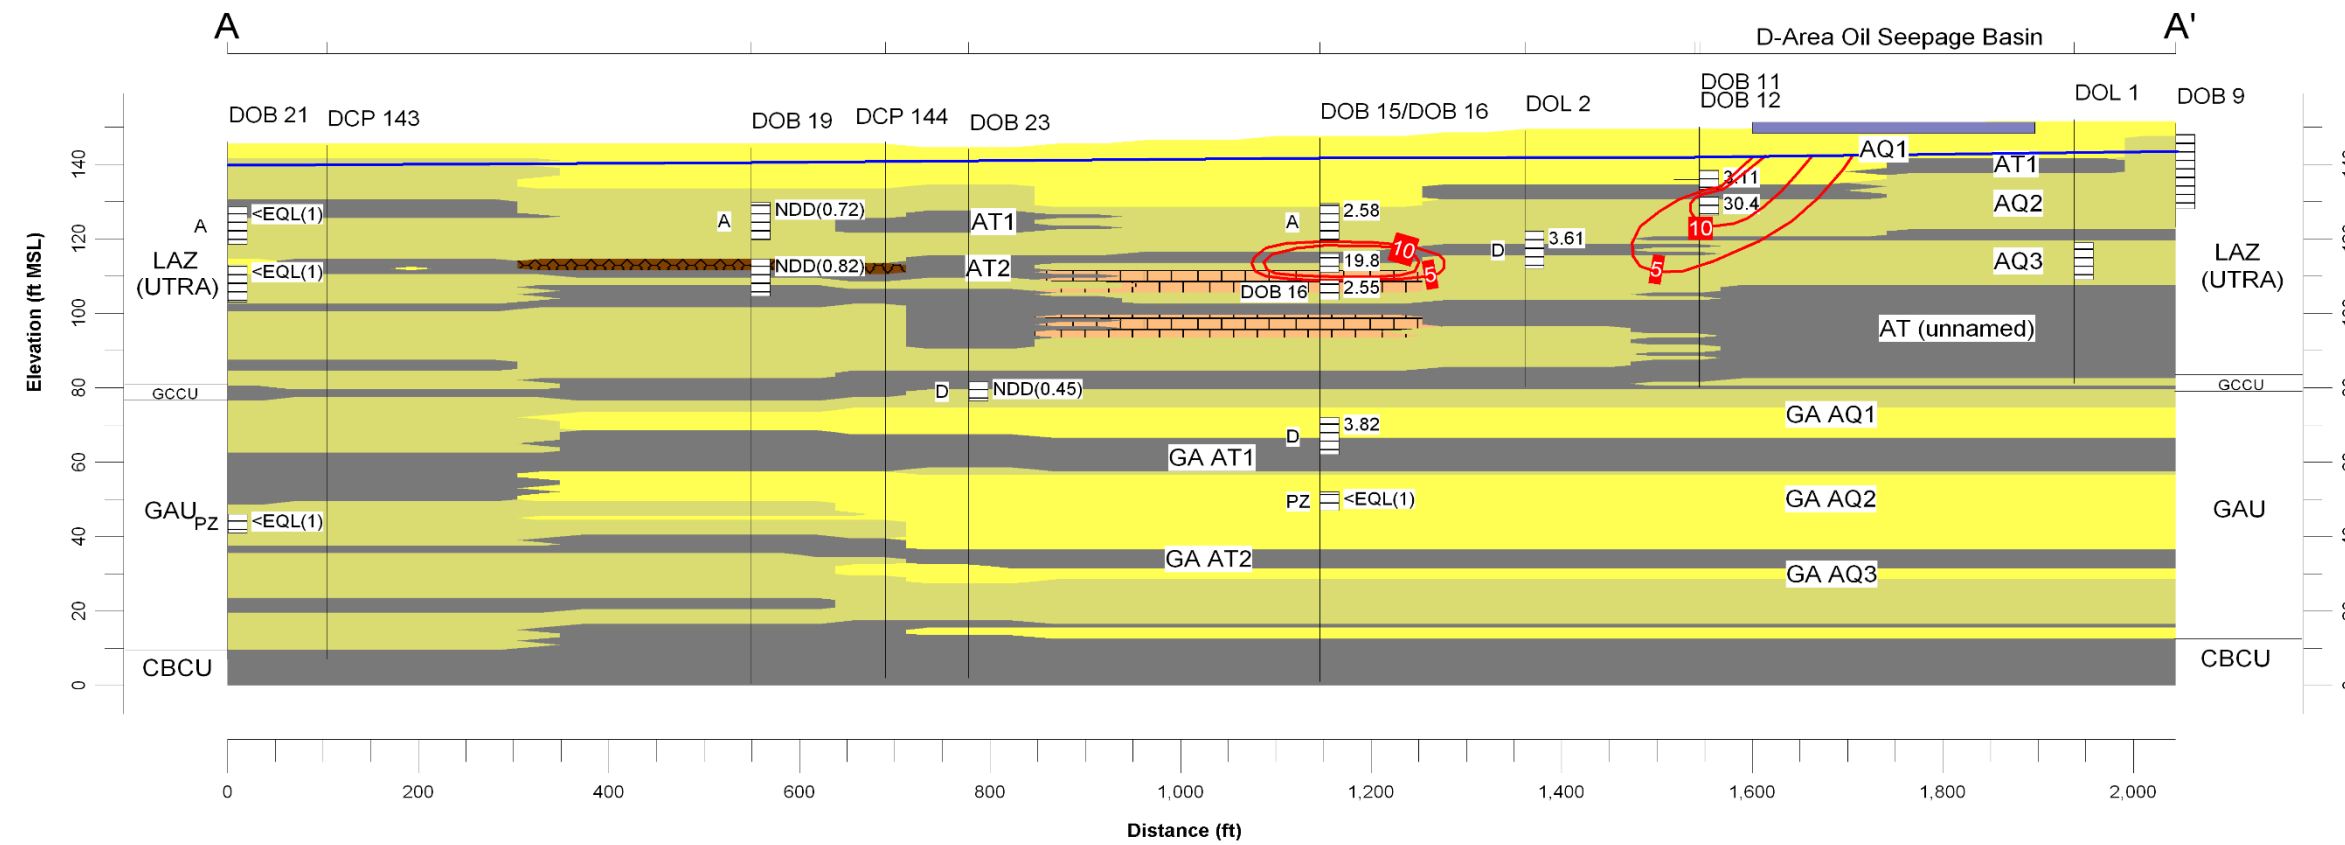 A
A'
D-Area Oil Seepage Basin
DOB 11
DOB 21
DCP 143
DOB 19
DCP 144
DOB 23
DOB 15/DOB 16
DOL 2
DOB 12
DOL 1
DOB 9
140
120
100
80
60
40
20
0
Elevation (ft MSL)
AQ1
AT1
3.11
AQ2
30.4
A
<EQL(1)
A
NDD(0.72)
AT1
A
2.58
10
3.61
D
10
5
AQ3
LAZ
(UTRA)
<EQL(1)
NDD(0.82)
AT2
19.8
5
DOB 16
2.55
LAZ
(UTRA)
AT (unnamed)
GCCU
D
NDD(0.45)
GCCU
D
3.82
GA AQ1
GA AT1
GAU
PZ
<EQL(1)
PZ
<EQL(1)
GA AQ2
GAU
GA AT2
GA AQ3
CBCU
CBCU
0
200
400
600
800
1,000
1,200
1,400
1,600
1,800
2,000
Distance (ft)